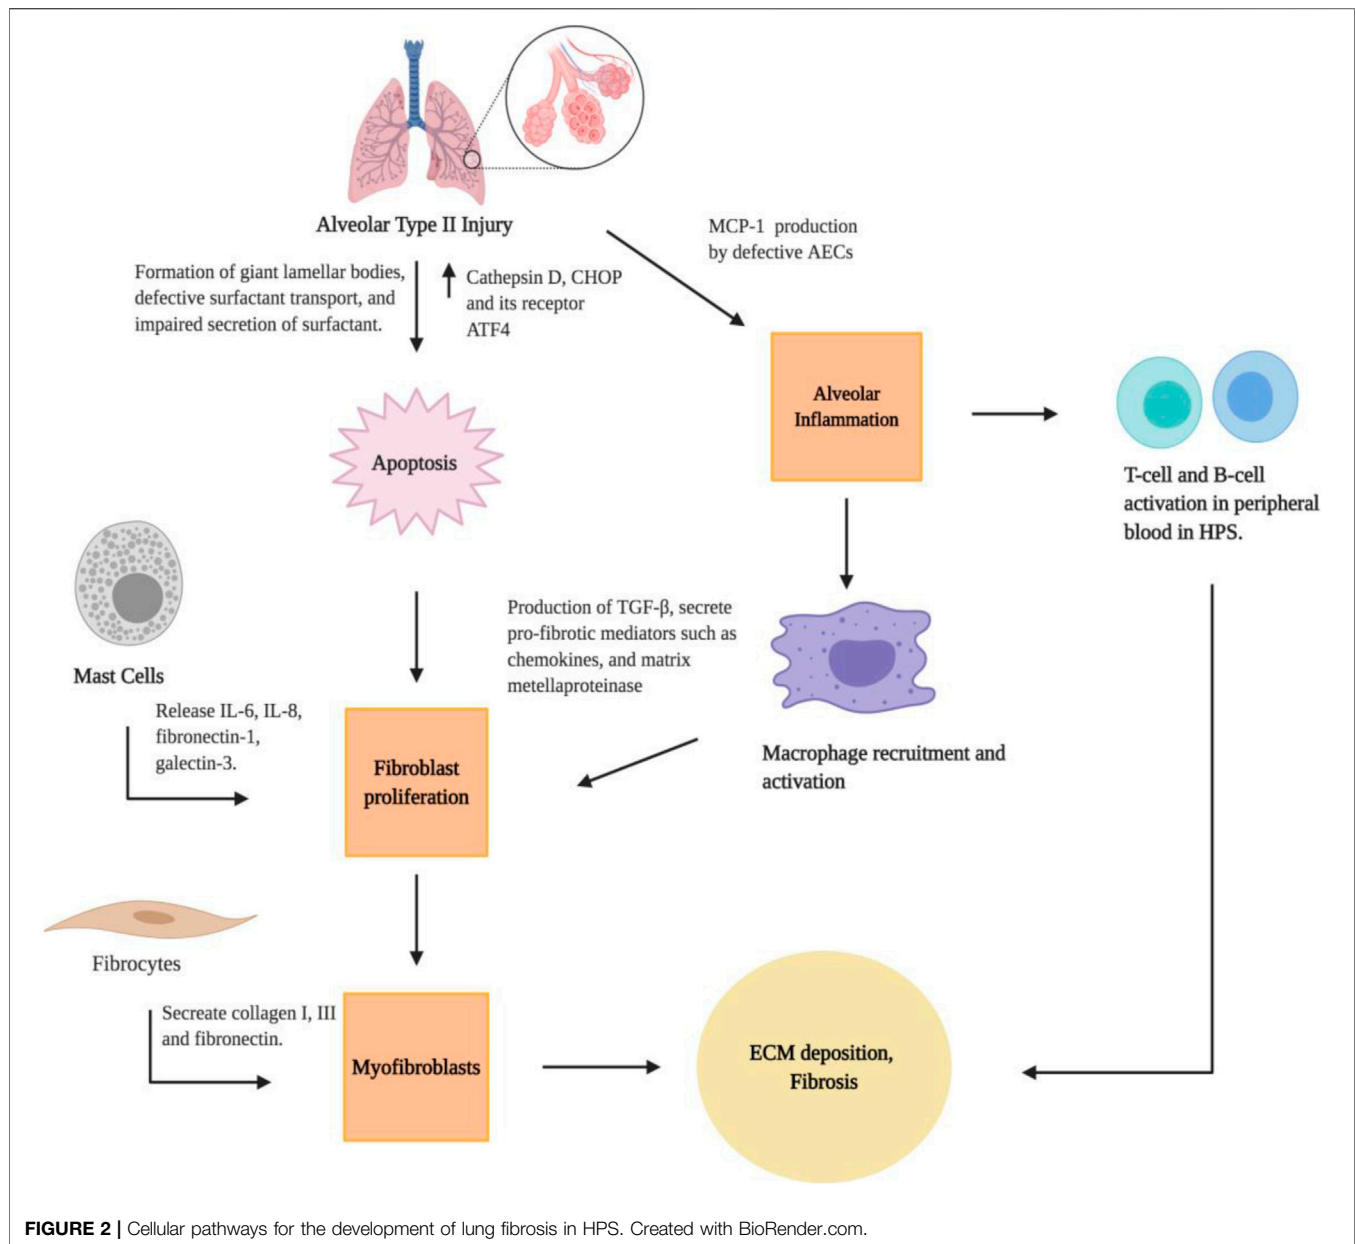 Alveolar Type II Injury
Formation of giant lamellar bodies,
defective surfactant transport, and
impaired secretion of surfactant.
Cathepsin D, CHOP
and its receptor
ATF4
MCP-1 production
by defective AECs
Alveolar
Inflammation
T-cell and B-cell
activation in peripheral
blood in HPS.
Apoptosis
Mast Cells
Release IL-6, IL-8,
fibronectin-1,
galectin-3.
Production of TGF-β, secrete
pro-fibrotic mediators such as
chemokines, and matrix
metellaproteinase
Macrophage recruitment and
activation
Fibroblast
proliferation
Fibrocytes
Secreate collagen I, III
and fibronectin.
Myofibroblasts
ECM deposition,
Fibrosis
FIGURE 2 | Cellular pathways for the development of lung fibrosis in HPS. Created with BioRender.com.